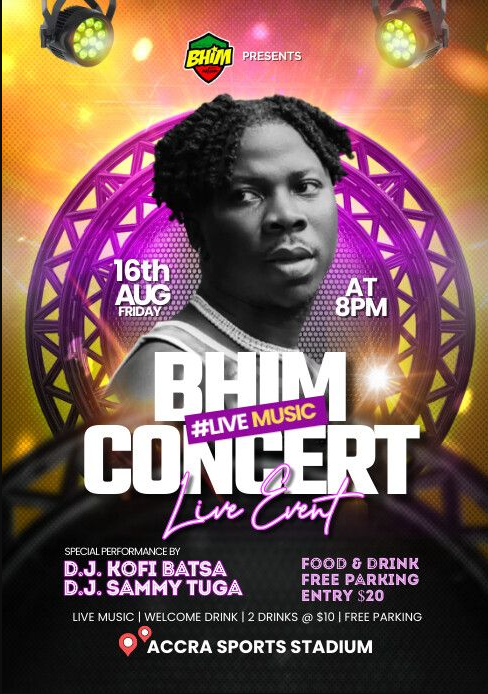 BHIM
PRESENTS
16th
AUG
FRIDAY
AT
8PM
BHIM
#LIVE MUSIC
CONCERT
Live Event
SPECIAL PERFORMANCE BY
D.J. KOFI BATSA
D.J. SAMMY TUGA
FOOD & DRINK
FREE PARKING
ENTRY $20
LIVE MUSIC | WELCOME DRINK | 2 DRINKS @ $10 | FREE PARKING
ACCRA SPORTS STADIUM